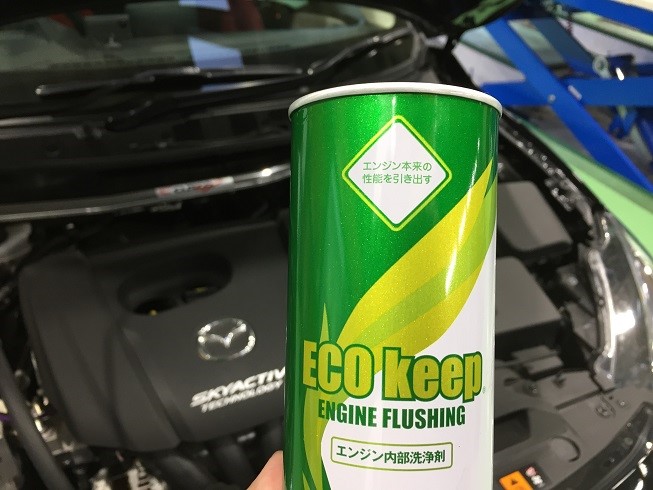 エンジン本来の
性能を引き出す
ECO keep
ENGINE FLUSHING
エンジン内部洗浄剤
SKYACTIV
TECHNOLOGY